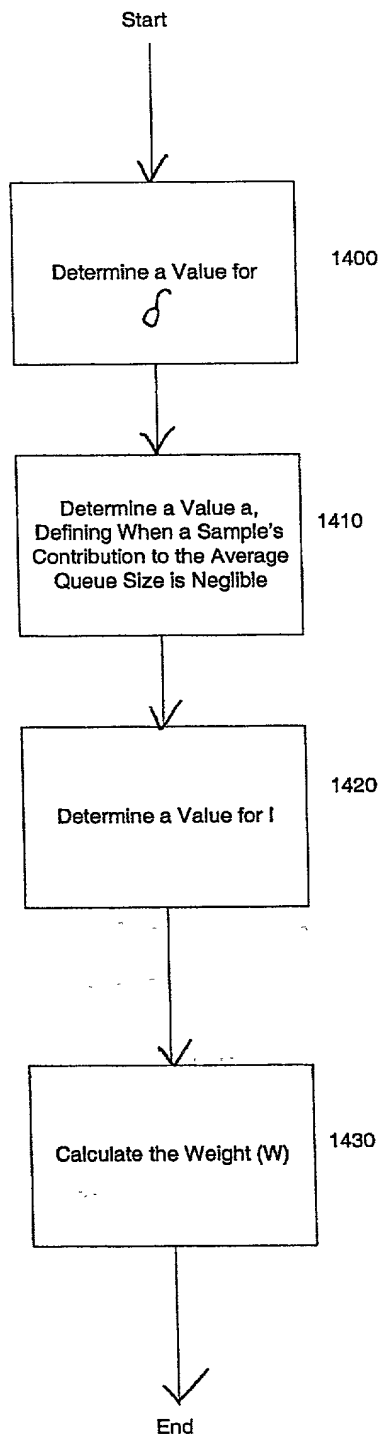 Start
Determine a Value for
δ
1400
Determine a Value a,
Defining When a Sample's
Contribution to the Average
Queue Size is Neglible
1410
Determine a Value for I
1420
Calculate the Weight (W)
1430
End